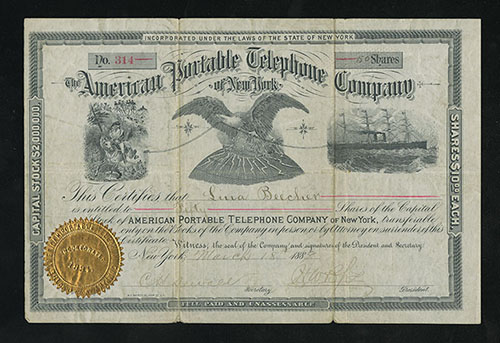 INCORPORATED UNDER THE LAWS OF THE STATE OF NEW YORK
No. 314
50 Shares
The American Portable Telephone Company
of New York.
CAPITAL STOCK $2,000,000.
SHARES $10.00 EACH.
This Certifies that Lina Beecher
is entitled to Shares of the Capital
Stock of AMERICAN PORTABLE TELEPHONE COMPANY OF NEW YORK, transferable
only on the Books of the Company in person or by Attorney on surrender of this
Certificate. Witness, the seal of the Company and signatures of the President and Secretary.
New York March 18 188
Secretary. President.
FULL PAID AND UNASSESSABLE